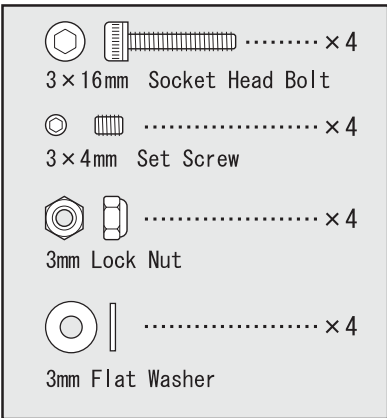 ×4
3×16mm Socket Head Bolt
×4
3×4mm Set Screw
×4
3mm Lock Nut
×4
3mm Flat Washer